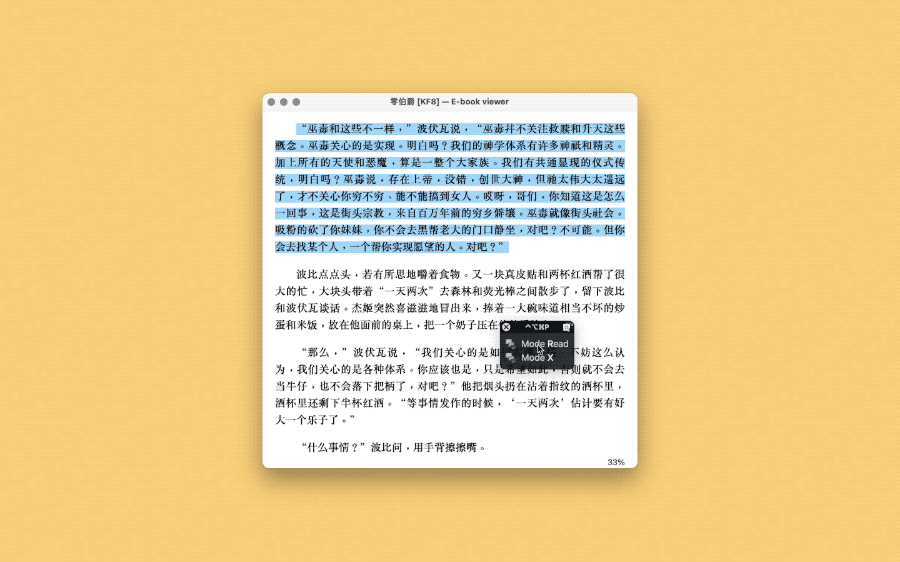 零伯爵 [KF8] — E-book viewer
“巫毒和这些不一样，”波伏瓦说，“巫毒并不关注救赎和升天这些
概念。巫毒关心的是实现。明白吗？我们的神学体系有许多神祇和精灵。
加上所有的天使和恶魔，算是一整个大家族。我们有共通显现的仪式传
统，明白吗？巫毒说，存在上帝，没错，创世大神，但祂太伟大太遥远
了，才不关心你穷不穷、能不能搞到女人。哎呀，哥们，你知道这是怎么
一回事，这是街头宗教，来自百万年前的穷乡僻壤。巫毒就像街头社会。
吸粉的砍了你妹妹，你不会去黑帮老大的门口静坐，对吧？不可能。但你
会去找某个人，一个帮你实现愿望的人。对吧？”
波比点点头，若有所思地嚼着食物。又一块真皮贴和两杯红酒帮了很
大的忙，大块头带着“一天两次”去森林和荧光棒之间散步了，留下波比
和波伏瓦谈话。杰姬突然喜滋滋地冒出来，捧着一大碗味道相当不坏的炒
蛋和米饭，放在他面前的桌上，把一个奶子压在
⌃⌥⌘P
Mode Read
Mode X
“那么，”波伏瓦说，“我们关心的是如 不妨这么认
为，我们关心的是各种体系。你应该也是，只是希望如此，否则就不会去
当牛仔，也不会落下把柄了，对吧？”他把烟头扔在沾着指纹的酒杯里，
酒杯里还剩下半杯红酒。“等事情发作的时候，‘一天两次’估计要有好
大一个乐子了。”
“什么事情？”波比问，用手背擦擦嘴。
33%